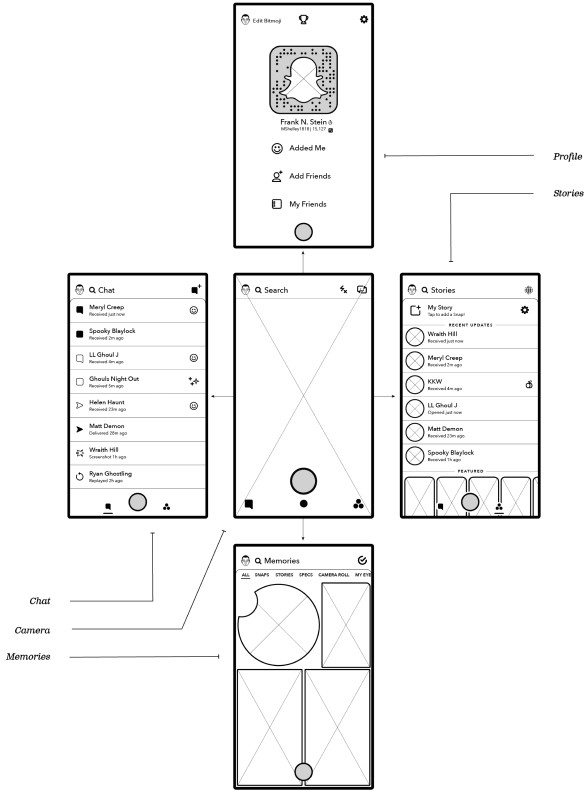 Edit Bitmoji
Frank N. Stein
MShelley1818 | 15,127
Added Me
Add Friends
My Friends
Profile
Stories
Chat
Meryl Creep
Received just now
Spooky Blaylock
Received 2m ago
LL Ghoul J
Received 4m ago
Ghouls Night Out
Received 5m ago
Helen Haunt
Received 23m ago
Matt Demon
Delivered 28m ago
Wraith Hill
Screenshot 1h ago
Ryan Ghostling
Replayed 2h ago
Search
Stories
My Story
Tap to add a Snap!
RECENT UPDATES
Wraith Hill
Received just now
Meryl Creep
Received 2m ago
KKW
Received 4m ago
LL Ghoul J
Opened just now
Matt Demon
Received 23m ago
Spooky Blaylock
Received 1h ago
FEATURED
Chat
Camera
Memories
Memories
ALL SNAPS STORIES SPECS CAMERA ROLL MY EYE